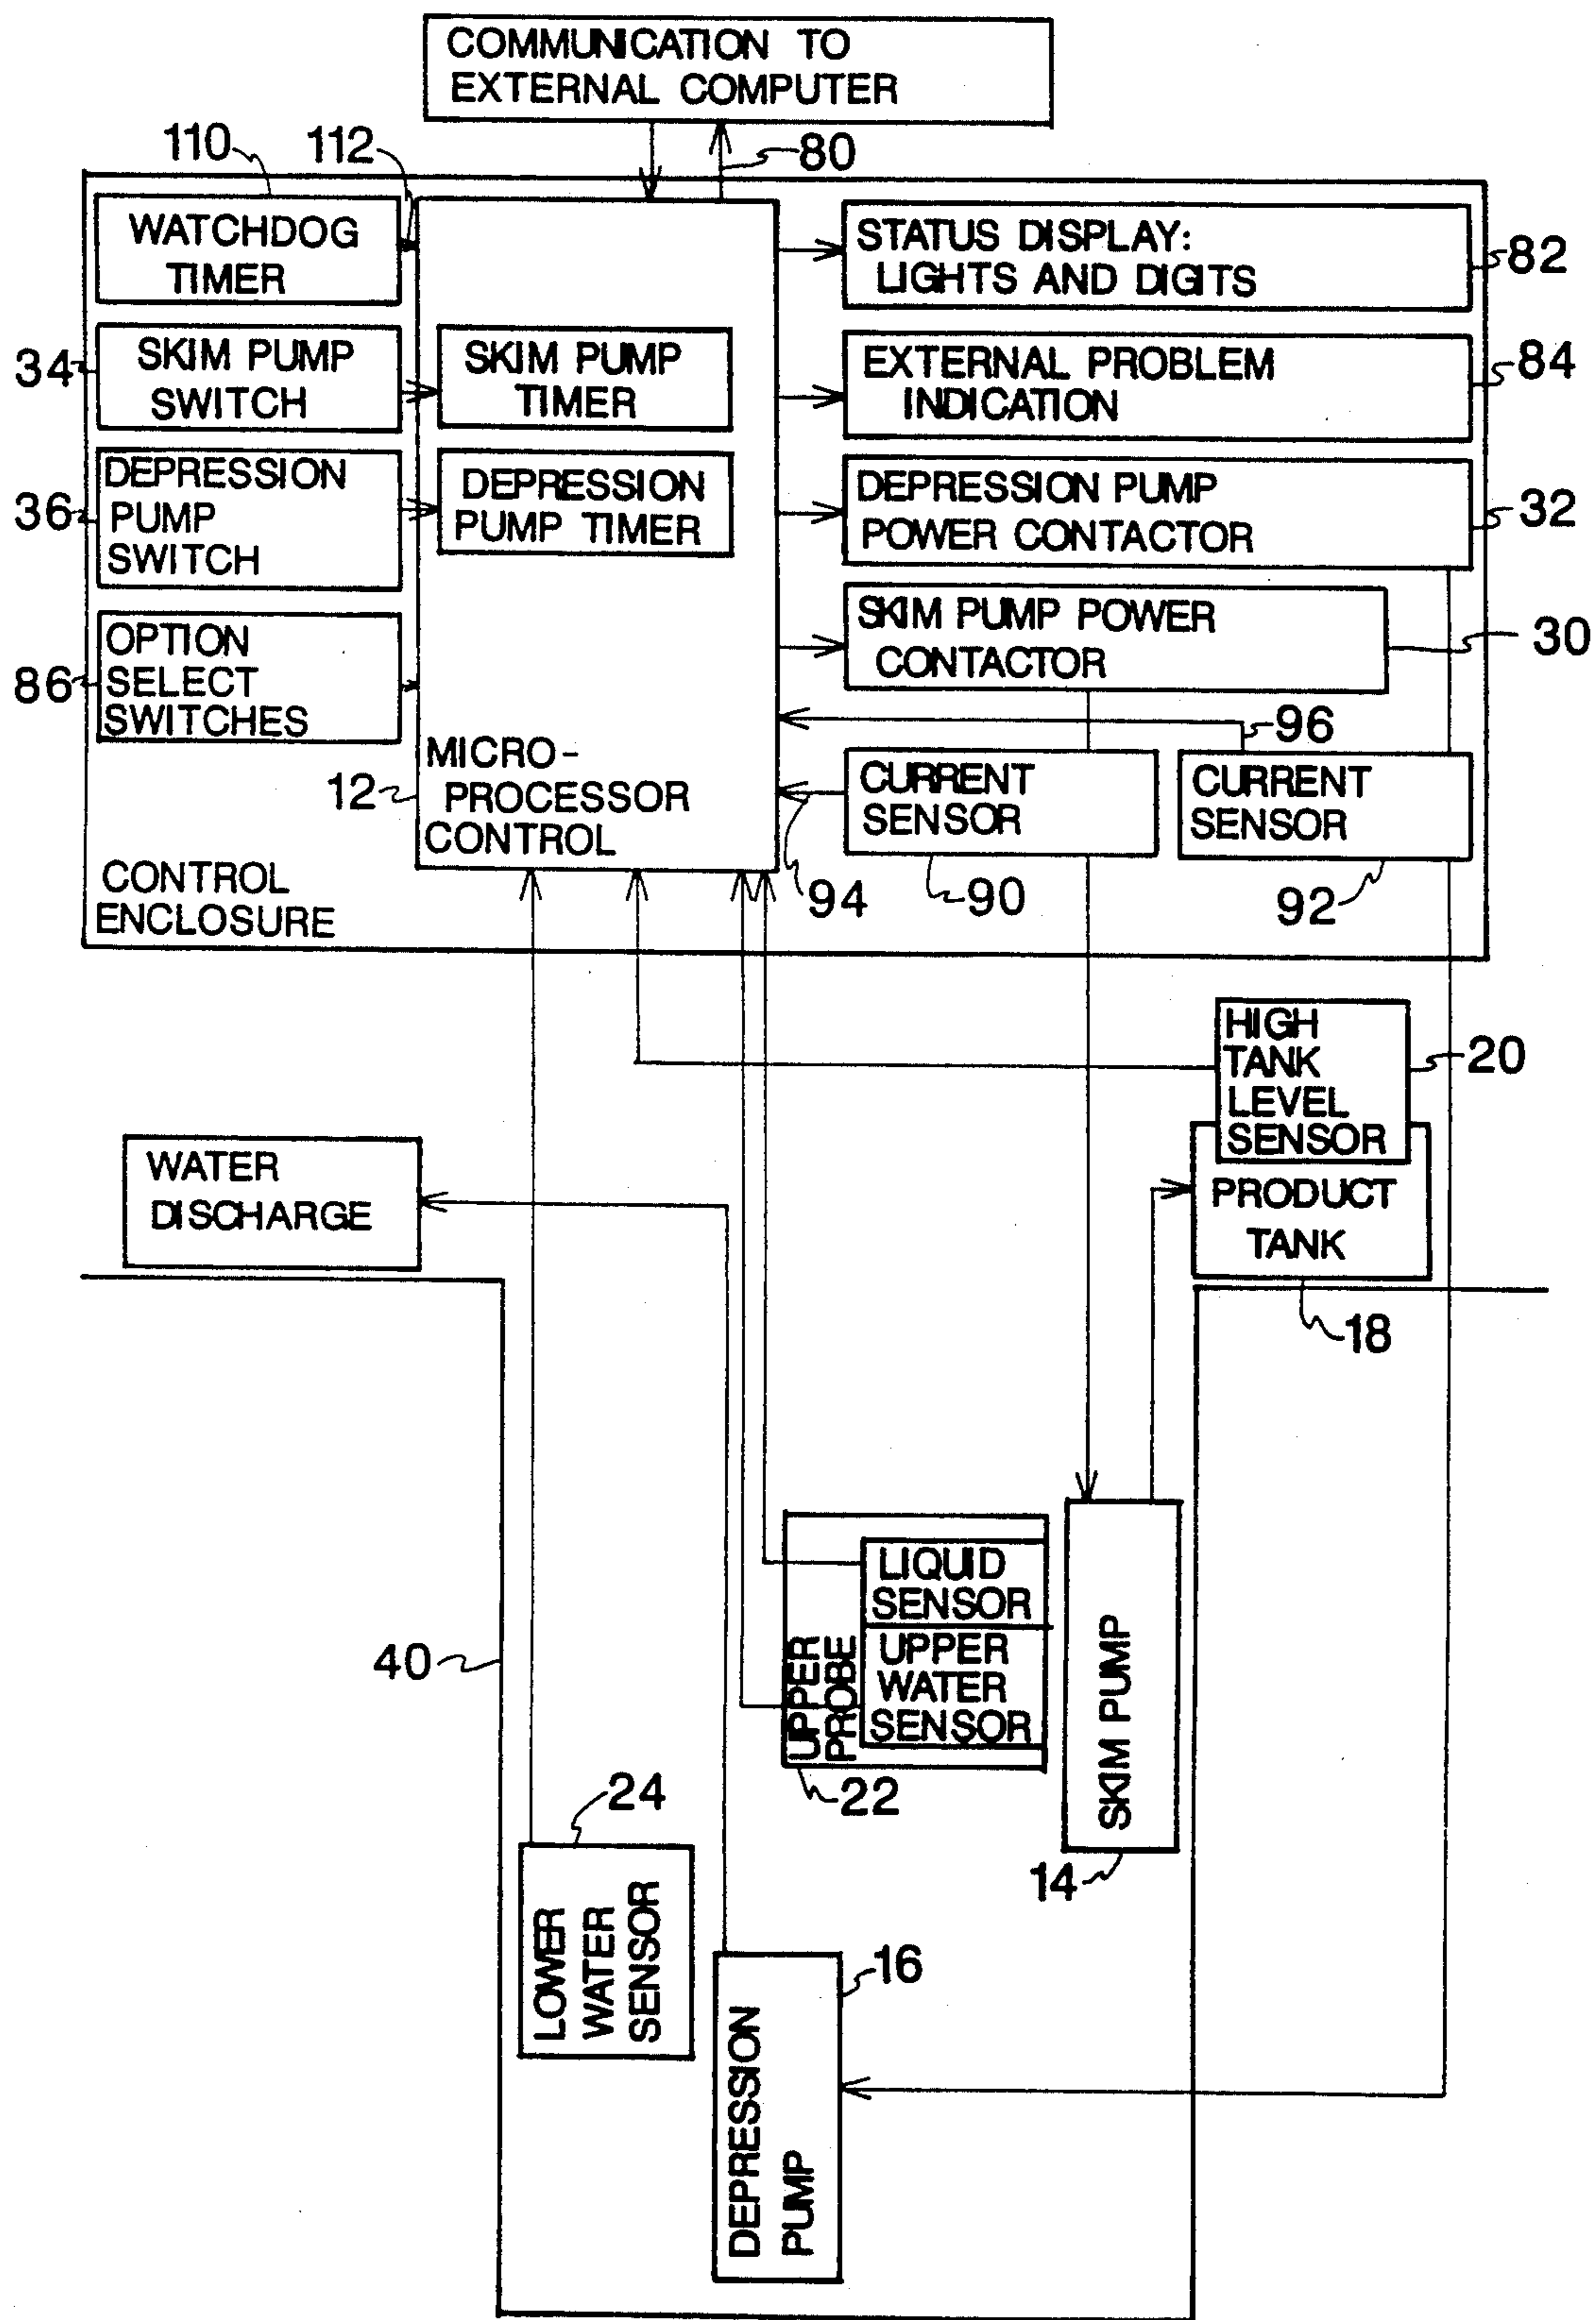 COMMUNICATION TO
EXTERNAL COMPUTER
110
112
80
WATCHDOG
TIMER
STATUS DISPLAY:
LIGHTS AND DIGITS
82
34
SKIM PUMP
SWITCH
SKIM PUMP
TIMER
EXTERNAL PROBLEM
INDICATION
84
36
DEPRESSION
PUMP
SWITCH
DEPRESSION
PUMP TIMER
DEPRESSION PUMP
POWER CONTACTOR
32
86
OPTION
SELECT
SWITCHES
SKIM PUMP POWER
CONTACTOR
30
96
12
MICRO-
PROCESSOR
CONTROL
CURRENT
SENSOR
CURRENT
SENSOR
94
90
92
CONTROL
ENCLOSURE
HIGH
TANK
LEVEL
SENSOR
20
WATER
DISCHARGE
PRODUCT
TANK
18
LIQUID
SENSOR
UPPER
PROBE
UPPER
WATER
SENSOR
22
40
SKIM PUMP
14
24
LOWER
WATER
SENSOR
16
DEPRESSION
PUMP